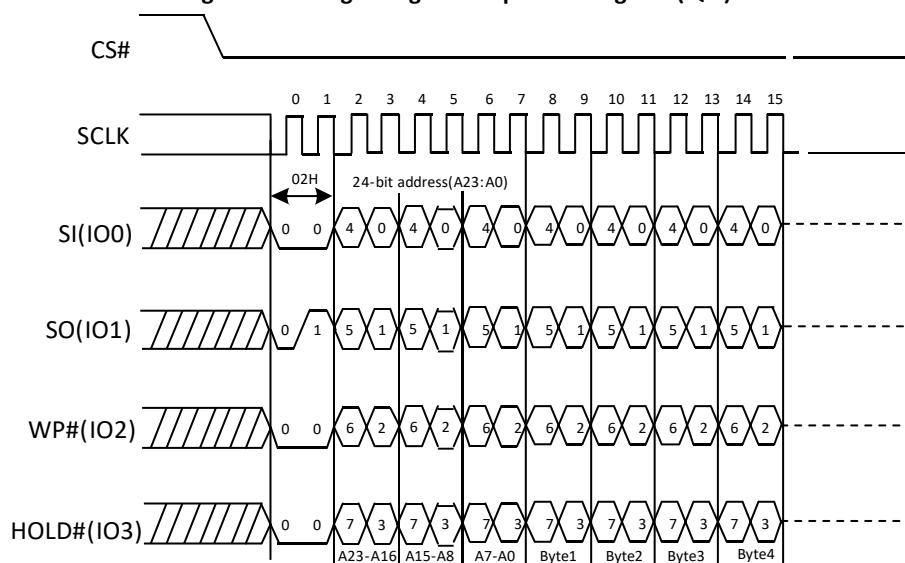 CS#
0 1 2 3 4 5 6 7 8 9 10 11 12 13 14 15
SCLK
02H 24-bit address(A23:A0)
SI(IO0) 0 0 4 0 4 0 4 0 4 0 4 0 4 0 4 0
SO(IO1) 0 1 5 1 5 1 5 1 5 1 5 1 5 1 5 1
WP#(IO2) 0 0 6 2 6 2 6 2 6 2 6 2 6 2 6 2
HOLD#(IO3) 0 0 7 3 7 3 7 3 7 3 7 3 7 3 7 3
A23-A16 A15-A8 A7-A0 Byte1 Byte2 Byte3 Byte4